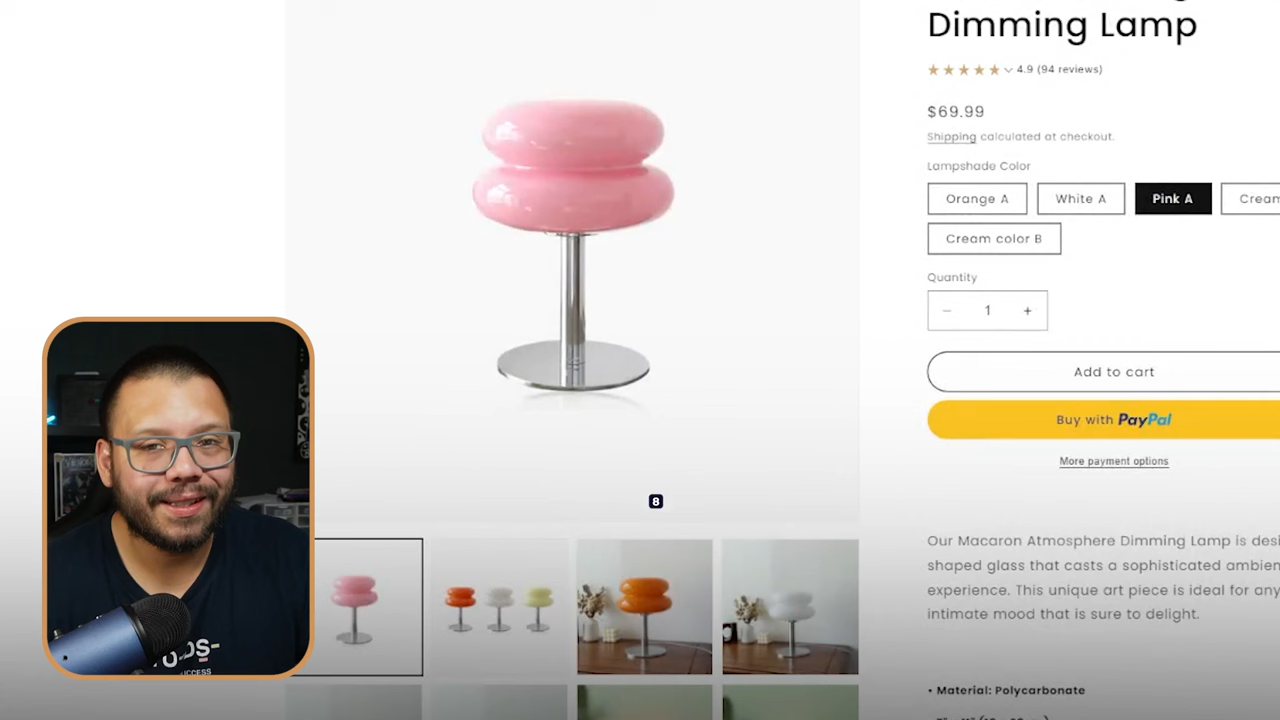 Dimming Lamp
4.9 (94 reviews)
$69.99
Shipping calculated at checkout.
Lampshade Color
Orange A
White A
Pink A
Cream
Cream color B
Quantity
− 1 +
Add to cart
Buy with PayPal
More payment options
8
Our Macaron Atmosphere Dimming Lamp is desi
shaped glass that casts a sophisticated ambien
experience. This unique art piece is ideal for any
intimate mood that is sure to delight.
• Material: Polycarbonate
SUCCESS